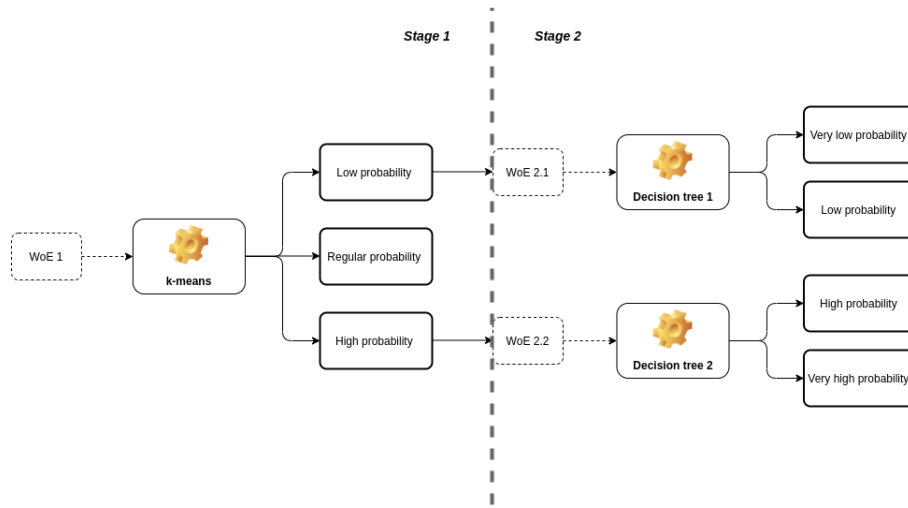 Stage 1
Stage 2
Very low probability
Low probability
WoE 2.1
Decision tree 1
Low probability
WoE 1
k-means
Regular probability
High probability
High probability
WoE 2.2
Decision tree 2
Very high probability